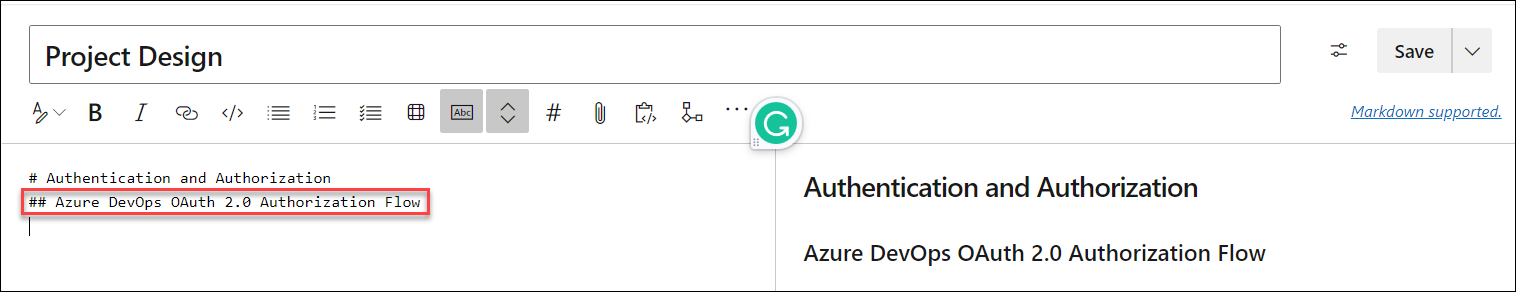 Project Design
Save
B I </> Abc # ...
Markdown supported.
# Authentication and Authorization
## Azure DevOps OAuth 2.0 Authorization Flow
Authentication and Authorization
Azure DevOps OAuth 2.0 Authorization Flow